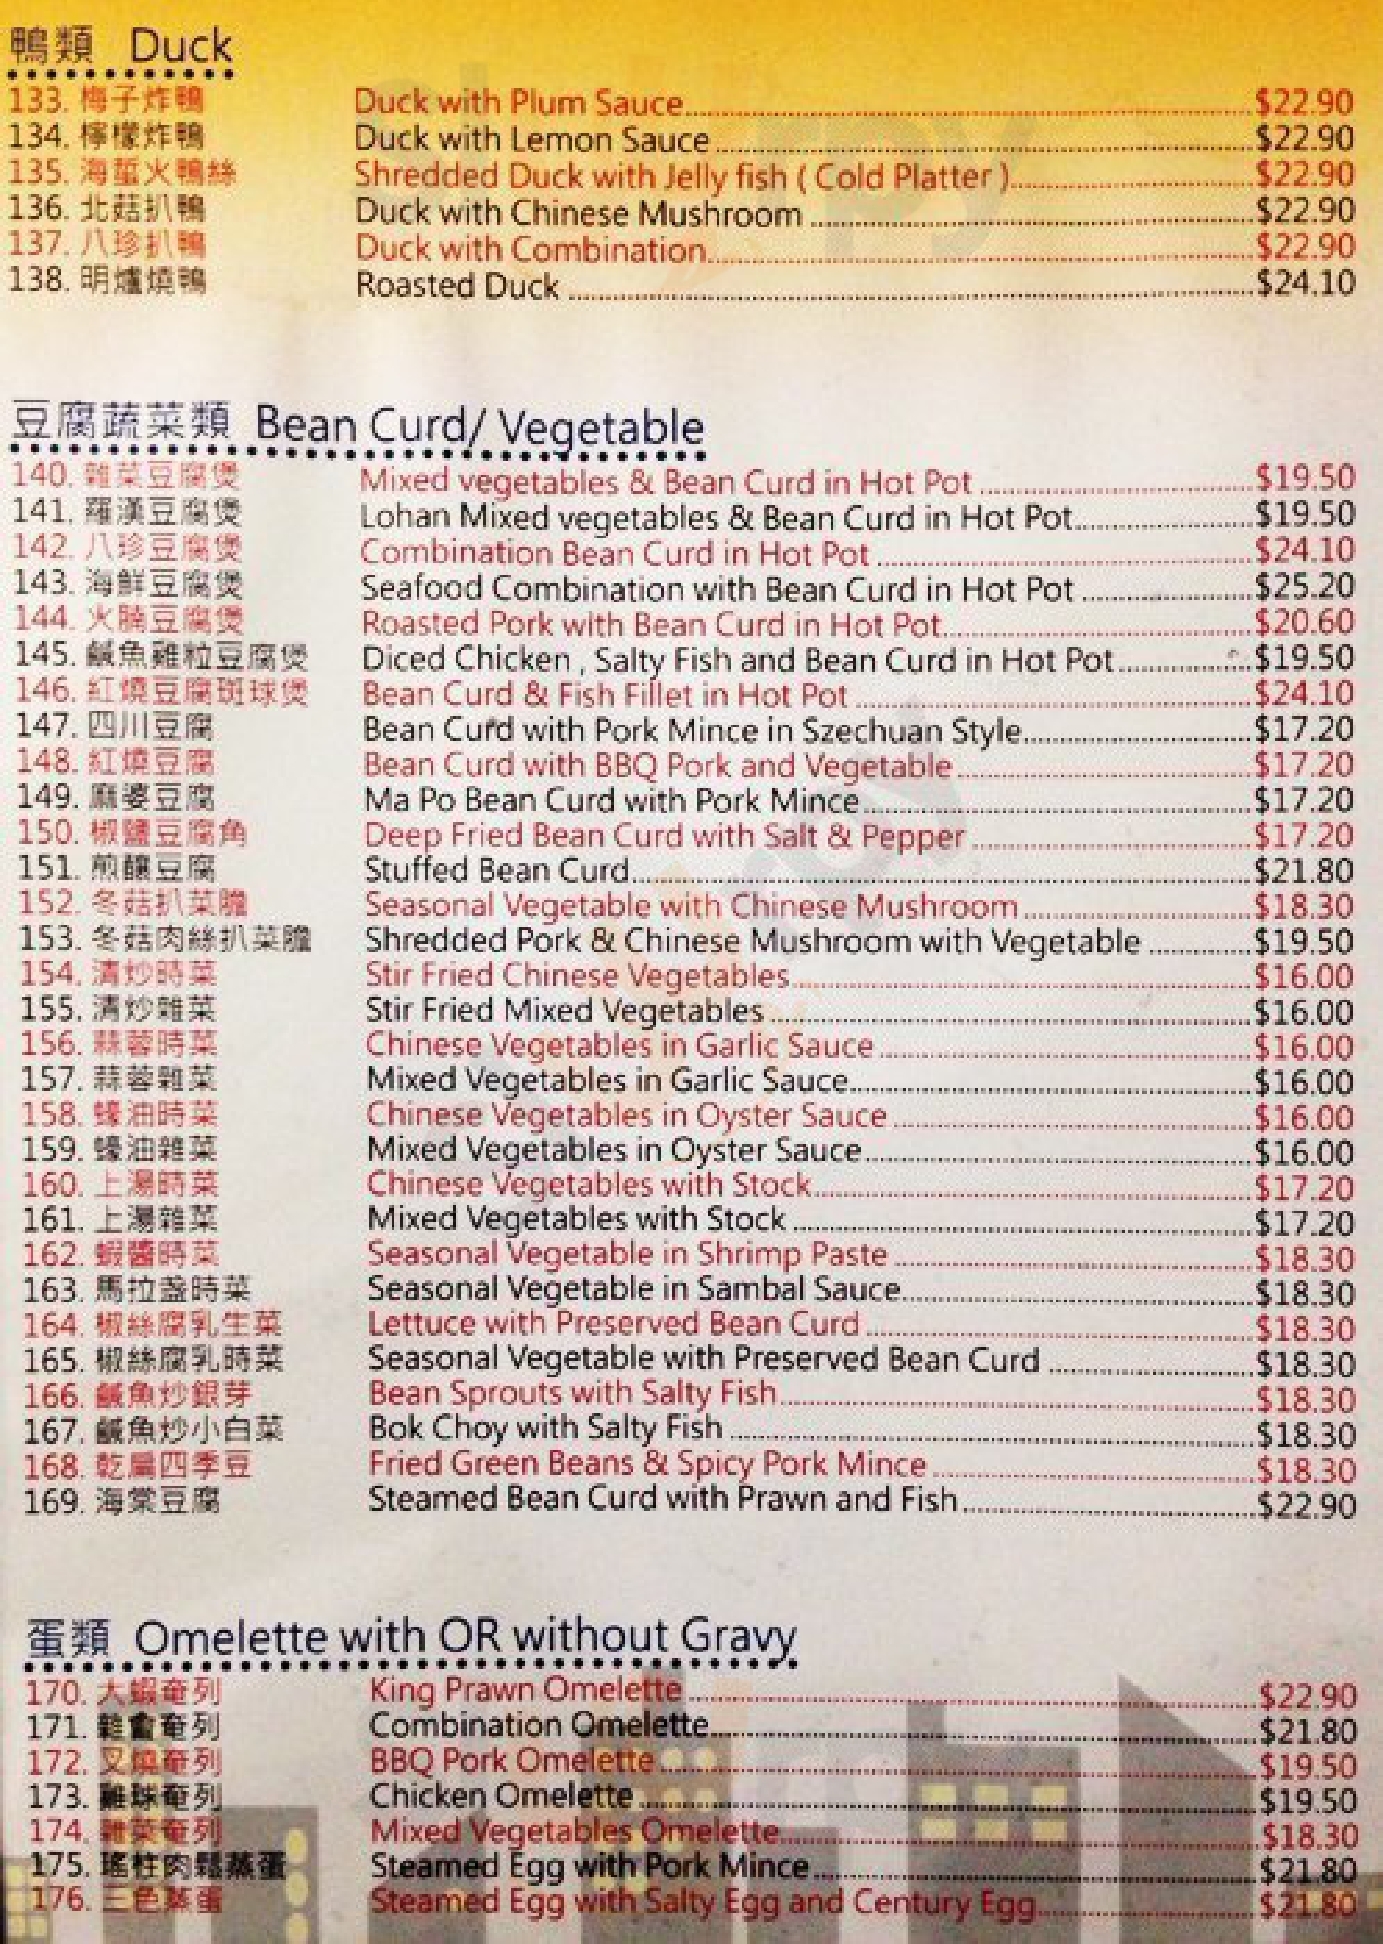 鴨類 Duck
133. 梅子炸鴨 Duck with Plum Sauce $22.90
134. 檸檬炸鴨 Duck with Lemon Sauce $22.90
135. 海蜇火鴨絲 Shredded Duck with Jelly fish ( Cold Platter ) $22.90
136. 北菇扒鴨 Duck with Chinese Mushroom $22.90
137. 八珍扒鴨 Duck with Combination $22.90
138. 明爐燒鴨 Roasted Duck $24.10
豆腐蔬菜類 Bean Curd/ Vegetable
140. 雜菜豆腐煲 Mixed vegetables & Bean Curd in Hot Pot $19.50
141. 羅漢豆腐煲 Lohan Mixed vegetables & Bean Curd in Hot Pot $19.50
142. 八珍豆腐煲 Combination Bean Curd in Hot Pot $24.10
143. 海鮮豆腐煲 Seafood Combination with Bean Curd in Hot Pot $25.20
144. 火腩豆腐煲 Roasted Pork with Bean Curd in Hot Pot $20.60
145. 鹹魚雞粒豆腐煲 Diced Chicken , Salty Fish and Bean Curd in Hot Pot $19.50
146. 紅燒豆腐斑球煲 Bean Curd & Fish Fillet in Hot Pot $24.10
147. 四川豆腐 Bean Curd with Pork Mince in Szechuan Style $17.20
148. 紅燒豆腐 Bean Curd with BBQ Pork and Vegetable $17.20
149. 麻婆豆腐 Ma Po Bean Curd with Pork Mince $17.20
150. 椒鹽豆腐角 Deep Fried Bean Curd with Salt & Pepper $17.20
151. 煎釀豆腐 Stuffed Bean Curd $21.80
152. 冬菇扒菜膽 Seasonal Vegetable with Chinese Mushroom $18.30
153. 冬菇肉絲扒菜膽 Shredded Pork & Chinese Mushroom with Vegetable $19.50
154. 清炒時菜 Stir Fried Chinese Vegetables $16.00
155. 清炒雜菜 Stir Fried Mixed Vegetables $16.00
156. 蒜蓉時菜 Chinese Vegetables in Garlic Sauce $16.00
157. 蒜蓉雜菜 Mixed Vegetables in Garlic Sauce $16.00
158. 蠔油時菜 Chinese Vegetables in Oyster Sauce $16.00
159. 蠔油雜菜 Mixed Vegetables in Oyster Sauce $16.00
160. 上湯時菜 Chinese Vegetables with Stock $17.20
161. 上湯雜菜 Mixed Vegetables with Stock $17.20
162. 蝦醬時菜 Seasonal Vegetable in Shrimp Paste $18.30
163. 馬拉盞時菜 Seasonal Vegetable in Sambal Sauce $18.30
164. 椒絲腐乳生菜 Lettuce with Preserved Bean Curd $18.30
165. 椒絲腐乳時菜 Seasonal Vegetable with Preserved Bean Curd $18.30
166. 鹹魚炒銀芽 Bean Sprouts with Salty Fish $18.30
167. 鹹魚炒小白菜 Bok Choy with Salty Fish $18.30
168. 乾扁四季豆 Fried Green Beans & Spicy Pork Mince $18.30
169. 海棠豆腐 Steamed Bean Curd with Prawn and Fish $22.90
蛋類 Omelette with OR without Gravy
170. 大蝦奄列 King Prawn Omelette $22.90
171. 雜會奄列 Combination Omelette $21.80
172. 叉燒奄列 BBQ Pork Omelette $19.50
173. 雞球奄列 Chicken Omelette $19.50
174. 雜菜奄列 Mixed Vegetables Omelette $18.30
175. 瑤柱肉鬆蒸蛋 Steamed Egg with Pork Mince $21.80
176. 三色蒸蛋 Steamed Egg with Salty Egg and Century Egg $21.80